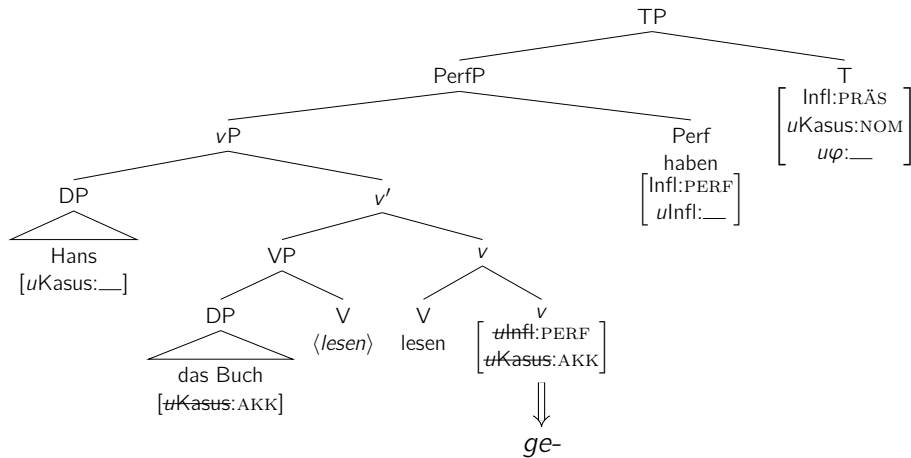 TP
PerfP T
[Infl:PRÄS]
[uKasus:NOM]
[uφ:__]
vP Perf
haben
[Infl:PERF]
[uInfl:__]
DP v′
Hans
[uKasus:__]
VP v
DP V V v
das Buch
[uKasus:AKK]
⟨lesen⟩ lesen
[uInfl:PERF]
[uKasus:AKK]
ge-